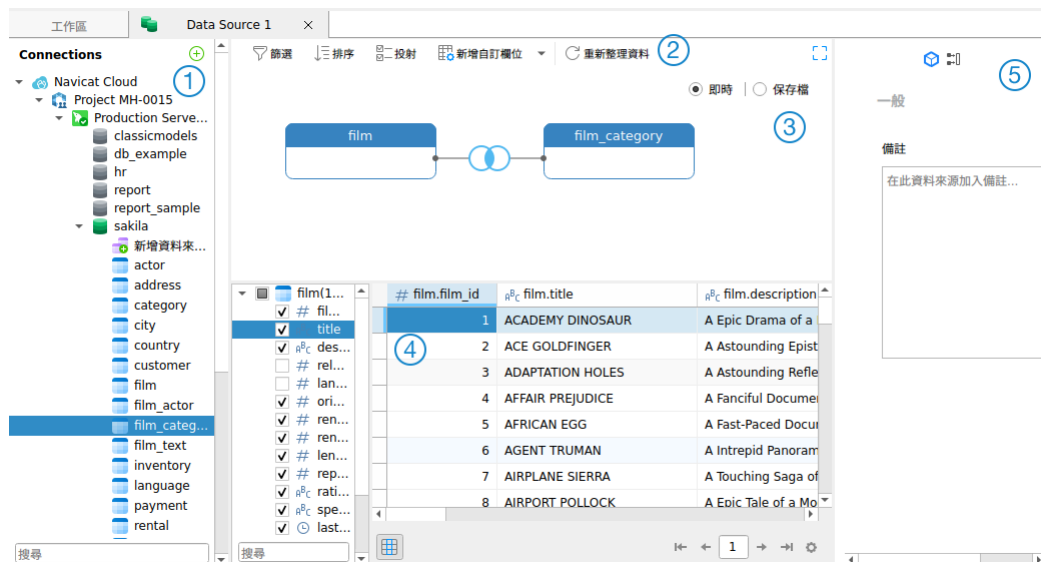 工作區
Data Source 1
Connections
1
Navicat Cloud
Project MH-0015
Production Serve...
classicmodels
db_example
hr
report
report_sample
sakila
新增資料來...
actor
address
category
city
country
customer
film
film_actor
film_categ...
film_text
inventory
language
payment
rental
搜尋
篩選 排序 投射 新增自訂欄位 重新整理資料 2
即時 保存檔
3
film
film_category
film(1...
# fil...
title
ABC des...
# rel...
# lan...
# ori...
# ren...
# ren...
# len...
# rep...
ABC rati...
ABC spe...
last...
搜尋
# film.film_id ABC film.title ABC film.description
1 ACADEMY DINOSAUR A Epic Drama of a
4
2 ACE GOLDFINGER A Astounding Epist
3 ADAPTATION HOLES A Astounding Refle
4 AFFAIR PREJUDICE A Fanciful Docume
5 AFRICAN EGG A Fast-Paced Docu
6 AGENT TRUMAN A Intrepid Panoram
7 AIRPLANE SIERRA A Touching Saga of
8 AIRPORT POLLOCK A Epic Tale of a Mo
1
5
一般
備註
在此資料來源加入備註...